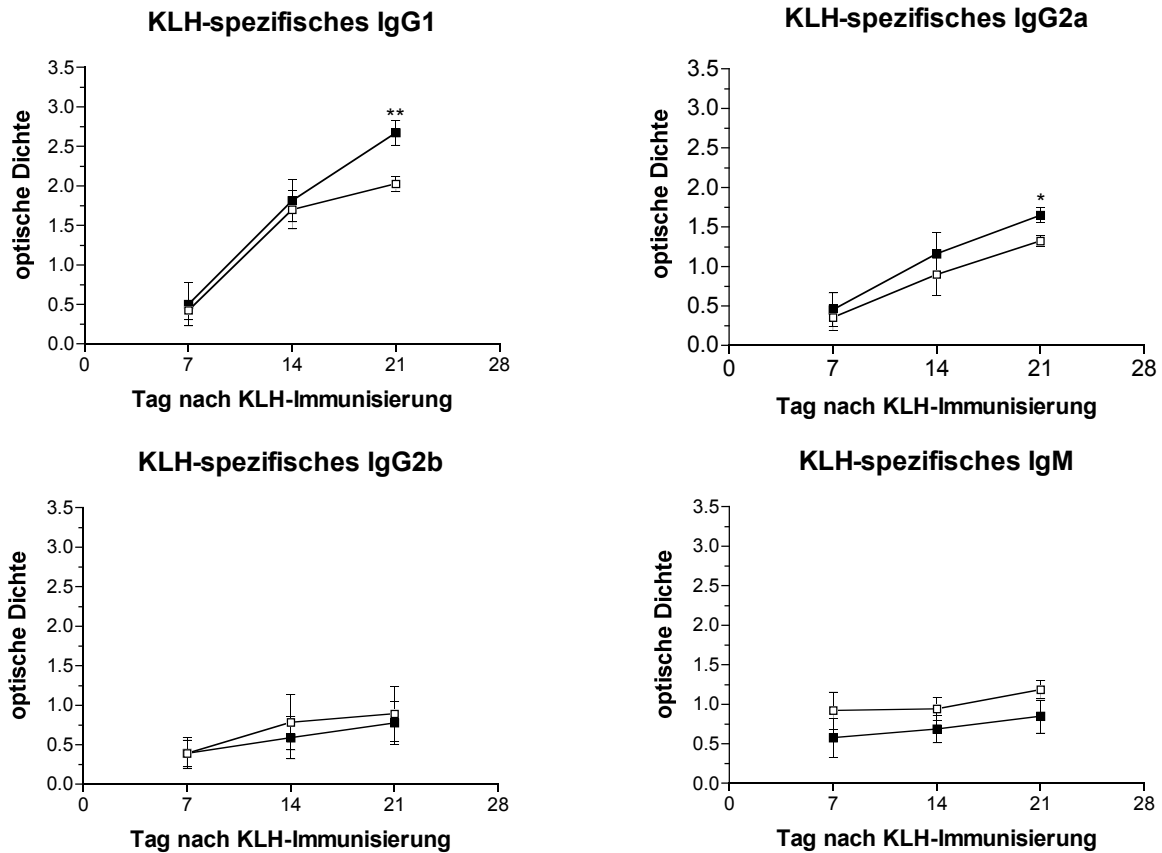 KLH-spezifisches IgG1
3.5
3.0
2.5
2.0
1.5
1.0
0.5
0.0
optische Dichte
**
0 7 14 21 28
Tag nach KLH-Immunisierung
KLH-spezifisches IgG2a
3.5
3.0
2.5
2.0
1.5
1.0
0.5
0.0
optische Dichte
*
0 7 14 21 28
Tag nach KLH-Immunisierung
KLH-spezifisches IgG2b
3.5
3.0
2.5
2.0
1.5
1.0
0.5
0.0
optische Dichte
0 7 14 21 28
Tag nach KLH-Immunisierung
KLH-spezifisches IgM
3.5
3.0
2.5
2.0
1.5
1.0
0.5
0.0
optische Dichte
0 7 14 21 28
Tag nach KLH-Immunisierung